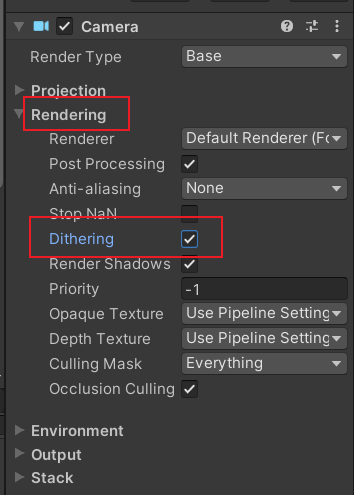 Camera
Render Type Base
Projection
Rendering
Renderer Default Renderer (Fo
Post Processing
Anti-aliasing None
Stop NaN
Dithering
Render Shadows
Priority -1
Opaque Texture Use Pipeline Setting
Depth Texture Use Pipeline Setting
Culling Mask Everything
Occlusion Culling
Environment
Output
Stack